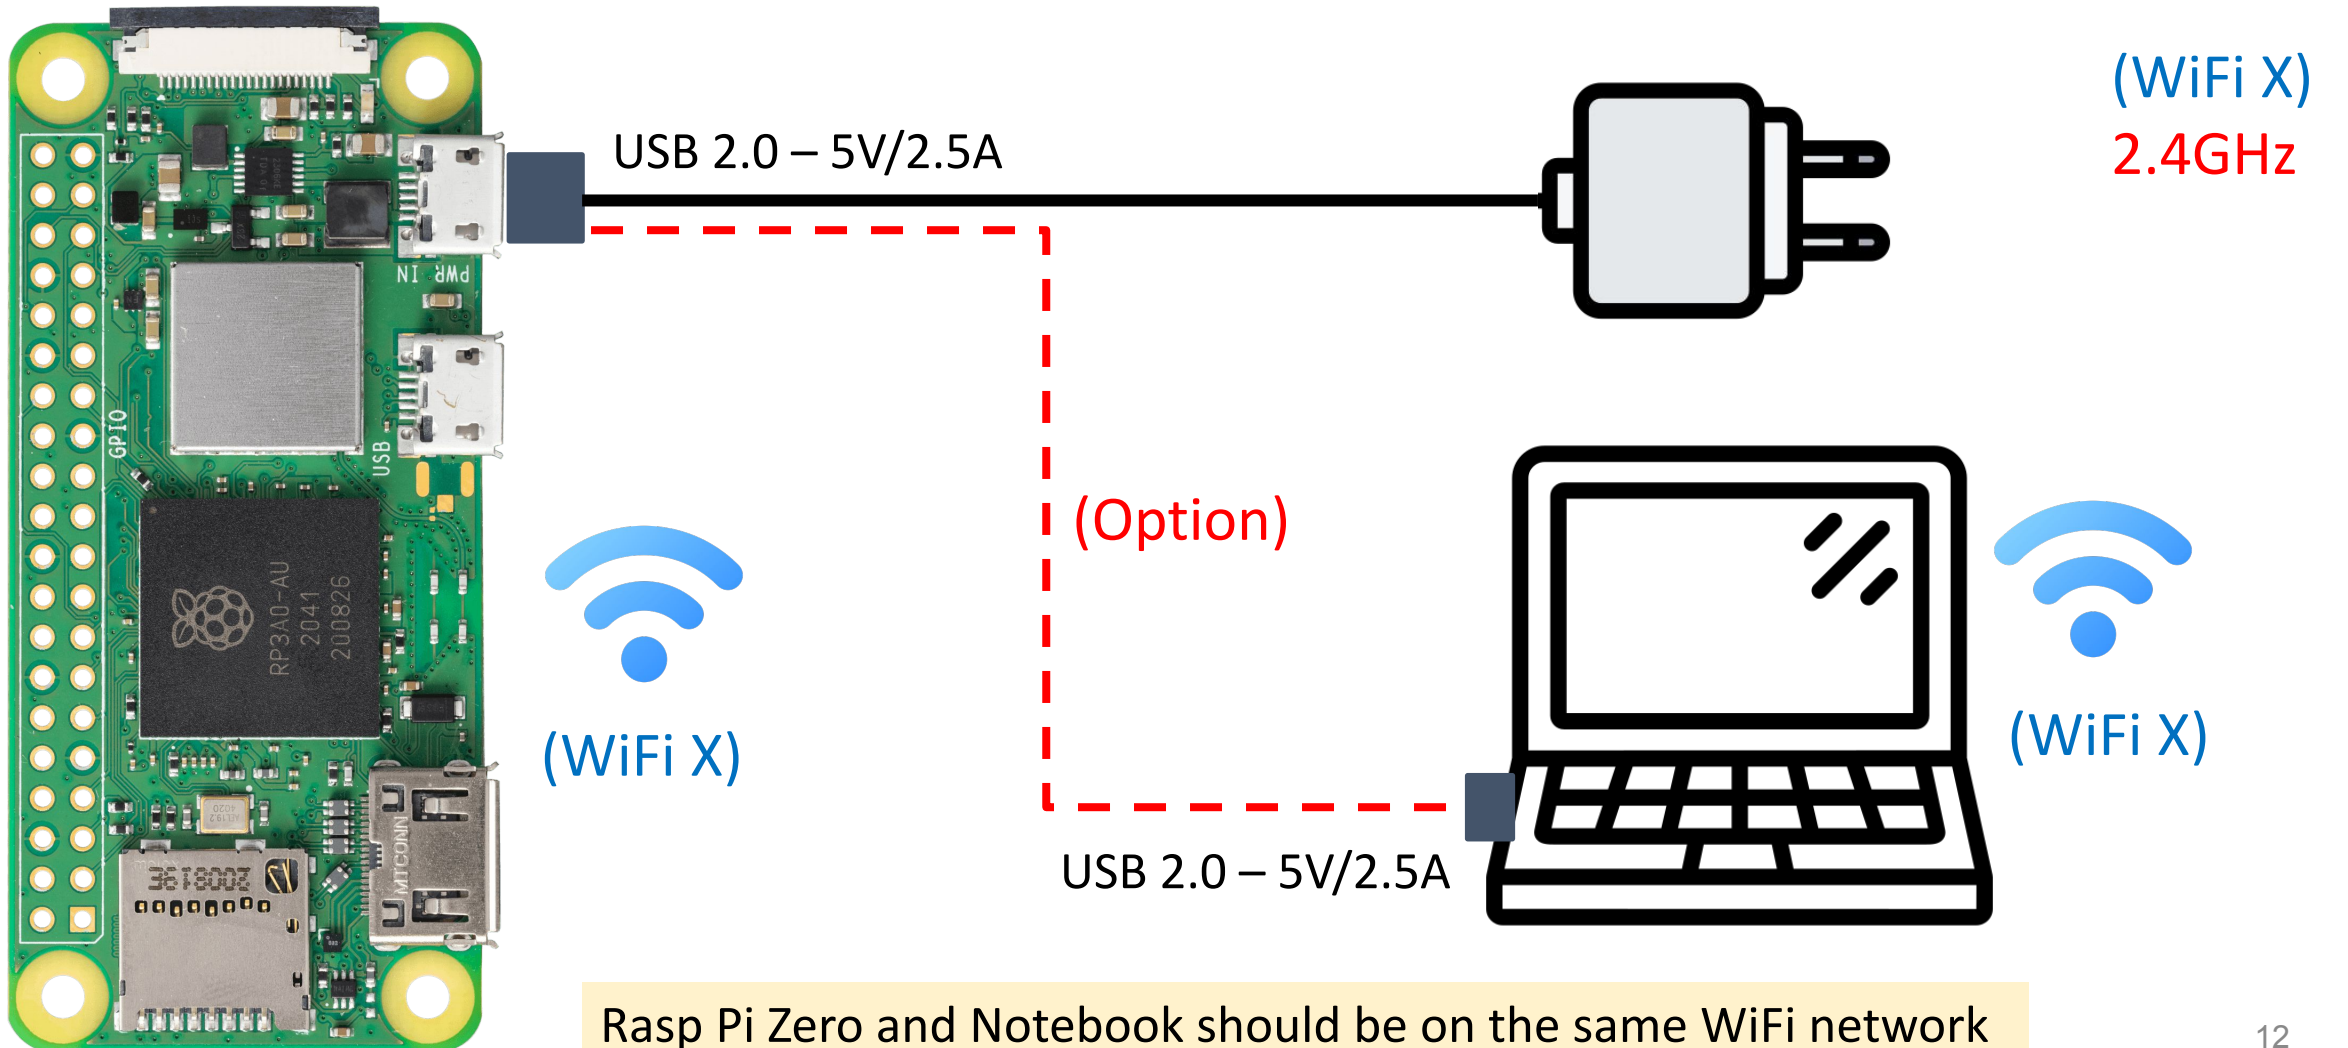 (WiFi X)
2.4GHz
USB 2.0 – 5V/2.5A
PWR IN
GPIO
USB
(Option)
RP3A0-AU
2041
200826
(WiFi X)
(WiFi X)
MTCONN
USB 2.0 – 5V/2.5A
Rasp Pi Zero and Notebook should be on the same WiFi network
12